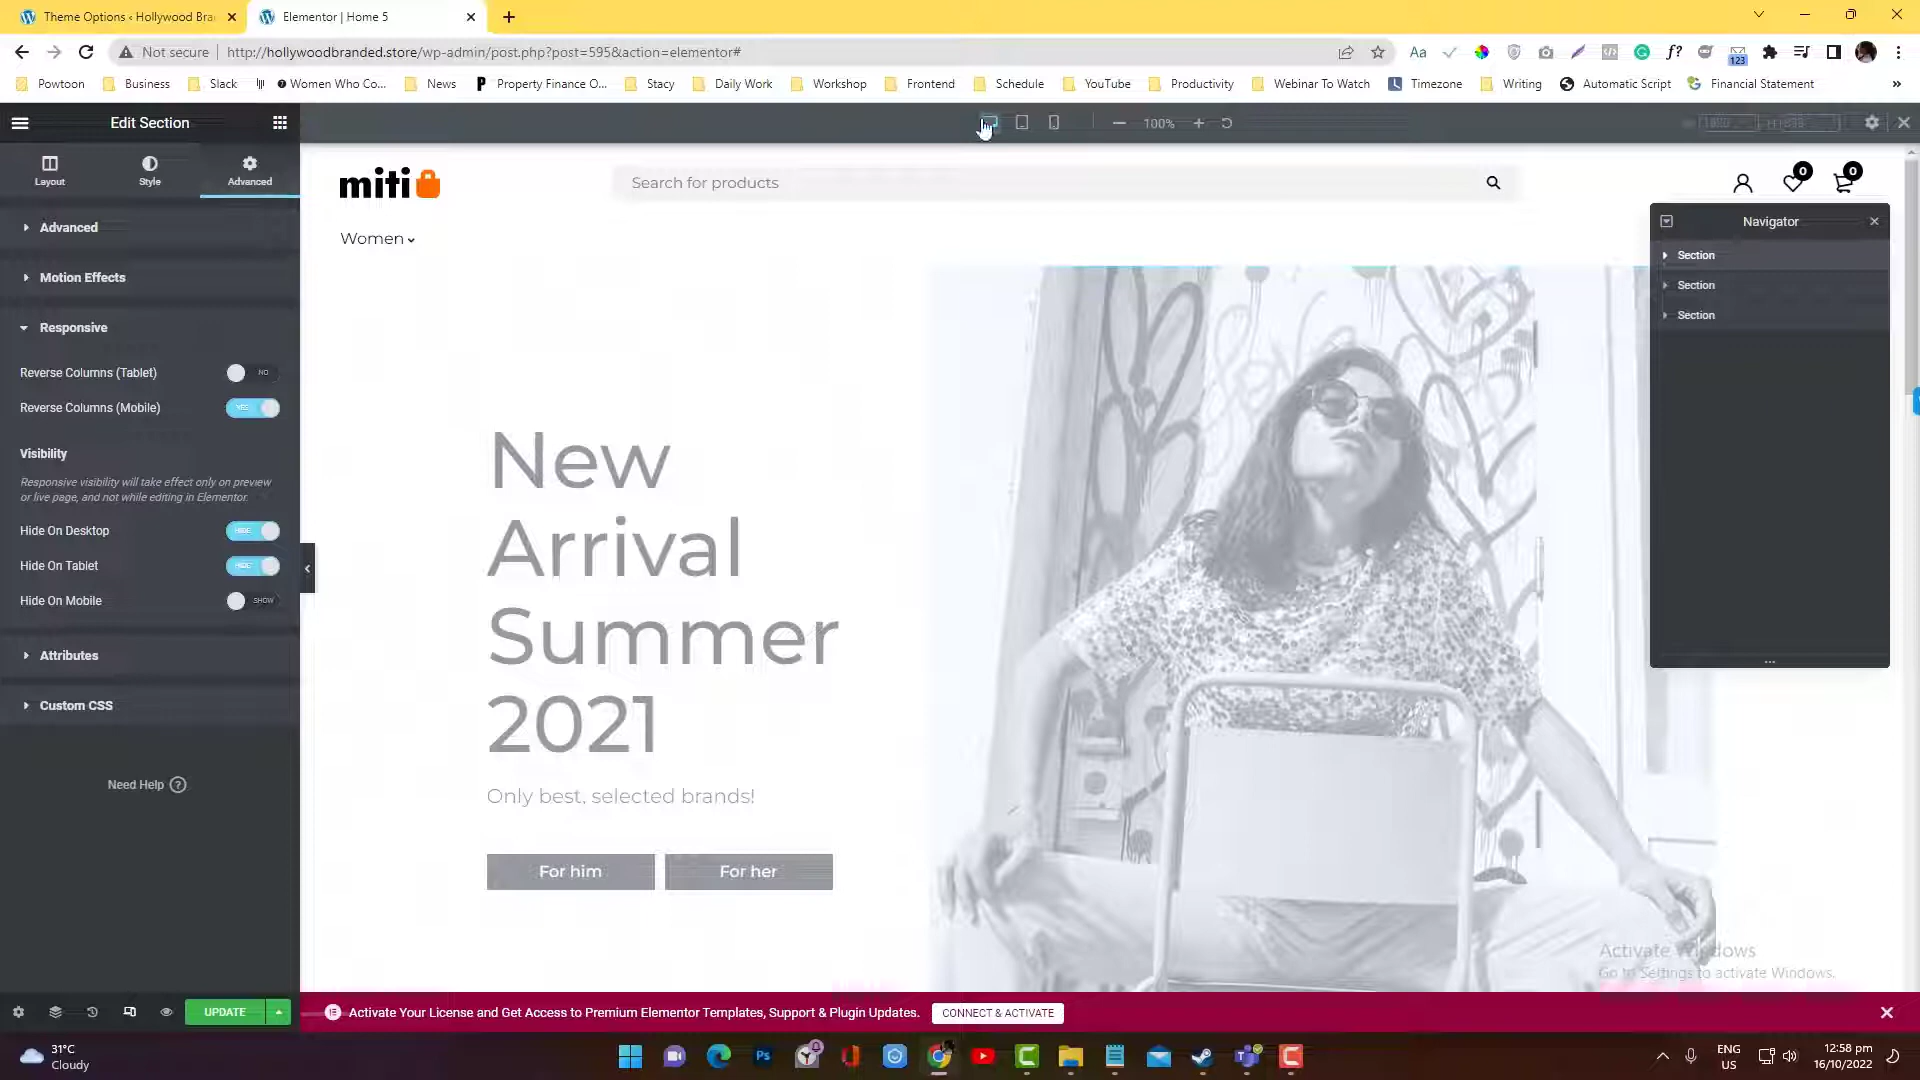 Theme Options ‹ Hollywood Bra
Elementor | Home 5
Not secure
http://hollywoodbranded.store/wp-admin/post.php?post=595&action=elementor#
123
Powtoon
Business
Slack
Women Who Co...
News
Property Finance O...
Stacy
Daily Work
Workshop
Frontend
Schedule
YouTube
Productivity
Webinar To Watch
Timezone
Writing
Automatic Script
Financial Statement
»
Edit Section
100%
Layout
Style
Advanced
miti
Search for products
0
0
Women
Navigator
Section
Section
Section
Advanced
Motion Effects
Responsive
Reverse Columns (Tablet)
NO
Reverse Columns (Mobile)
YES
Visibility
Responsive visibility will take effect only on preview
or live page, and not while editing in Elementor.
Hide On Desktop
HIDE
Hide On Tablet
HIDE
Hide On Mobile
SHOW
Attributes
Custom CSS
Need Help ?
New
Arrival
Summer
2021
Only best, selected brands!
For him
For her
Activate Windows
Go to Settings to activate Windows.
UPDATE
Activate Your License and Get Access to Premium Elementor Templates, Support & Plugin Updates.
CONNECT & ACTIVATE
31°C
Cloudy
ENG
US
12:58 pm
16/10/2022